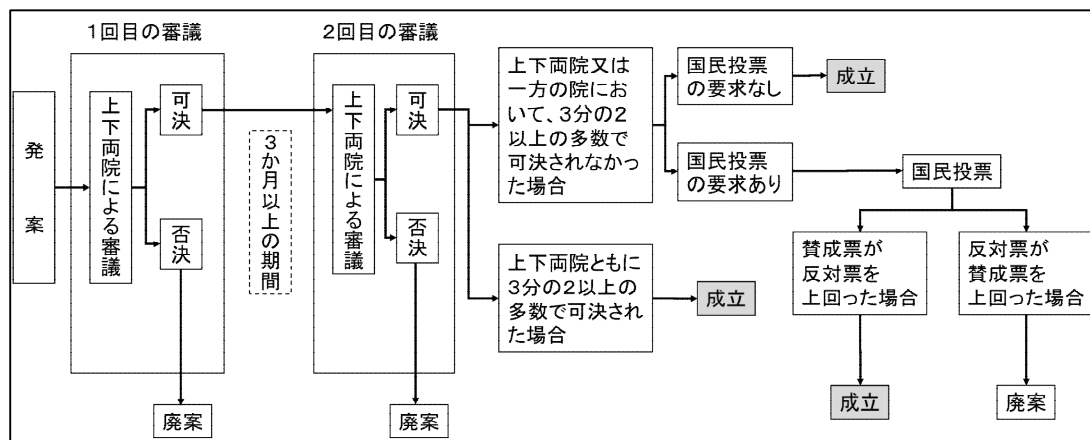 1回目の審議
2回目の審議
発
案
上下両院による審議
可決
否決
廃案
3か月以上の期間
上下両院による審議
可決
否決
廃案
上下両院又は
一方の院にお
いて、3分の2
以上の多数で
可決されなかっ
た場合
国民投票
の要求なし
成立
国民投票
の要求あり
国民投票
賛成票が
反対票を
上回った場合
成立
反対票が
賛成票を
上回った場合
廃案
上下両院ともに
3分の2以上の
多数で可決され
た場合
成立